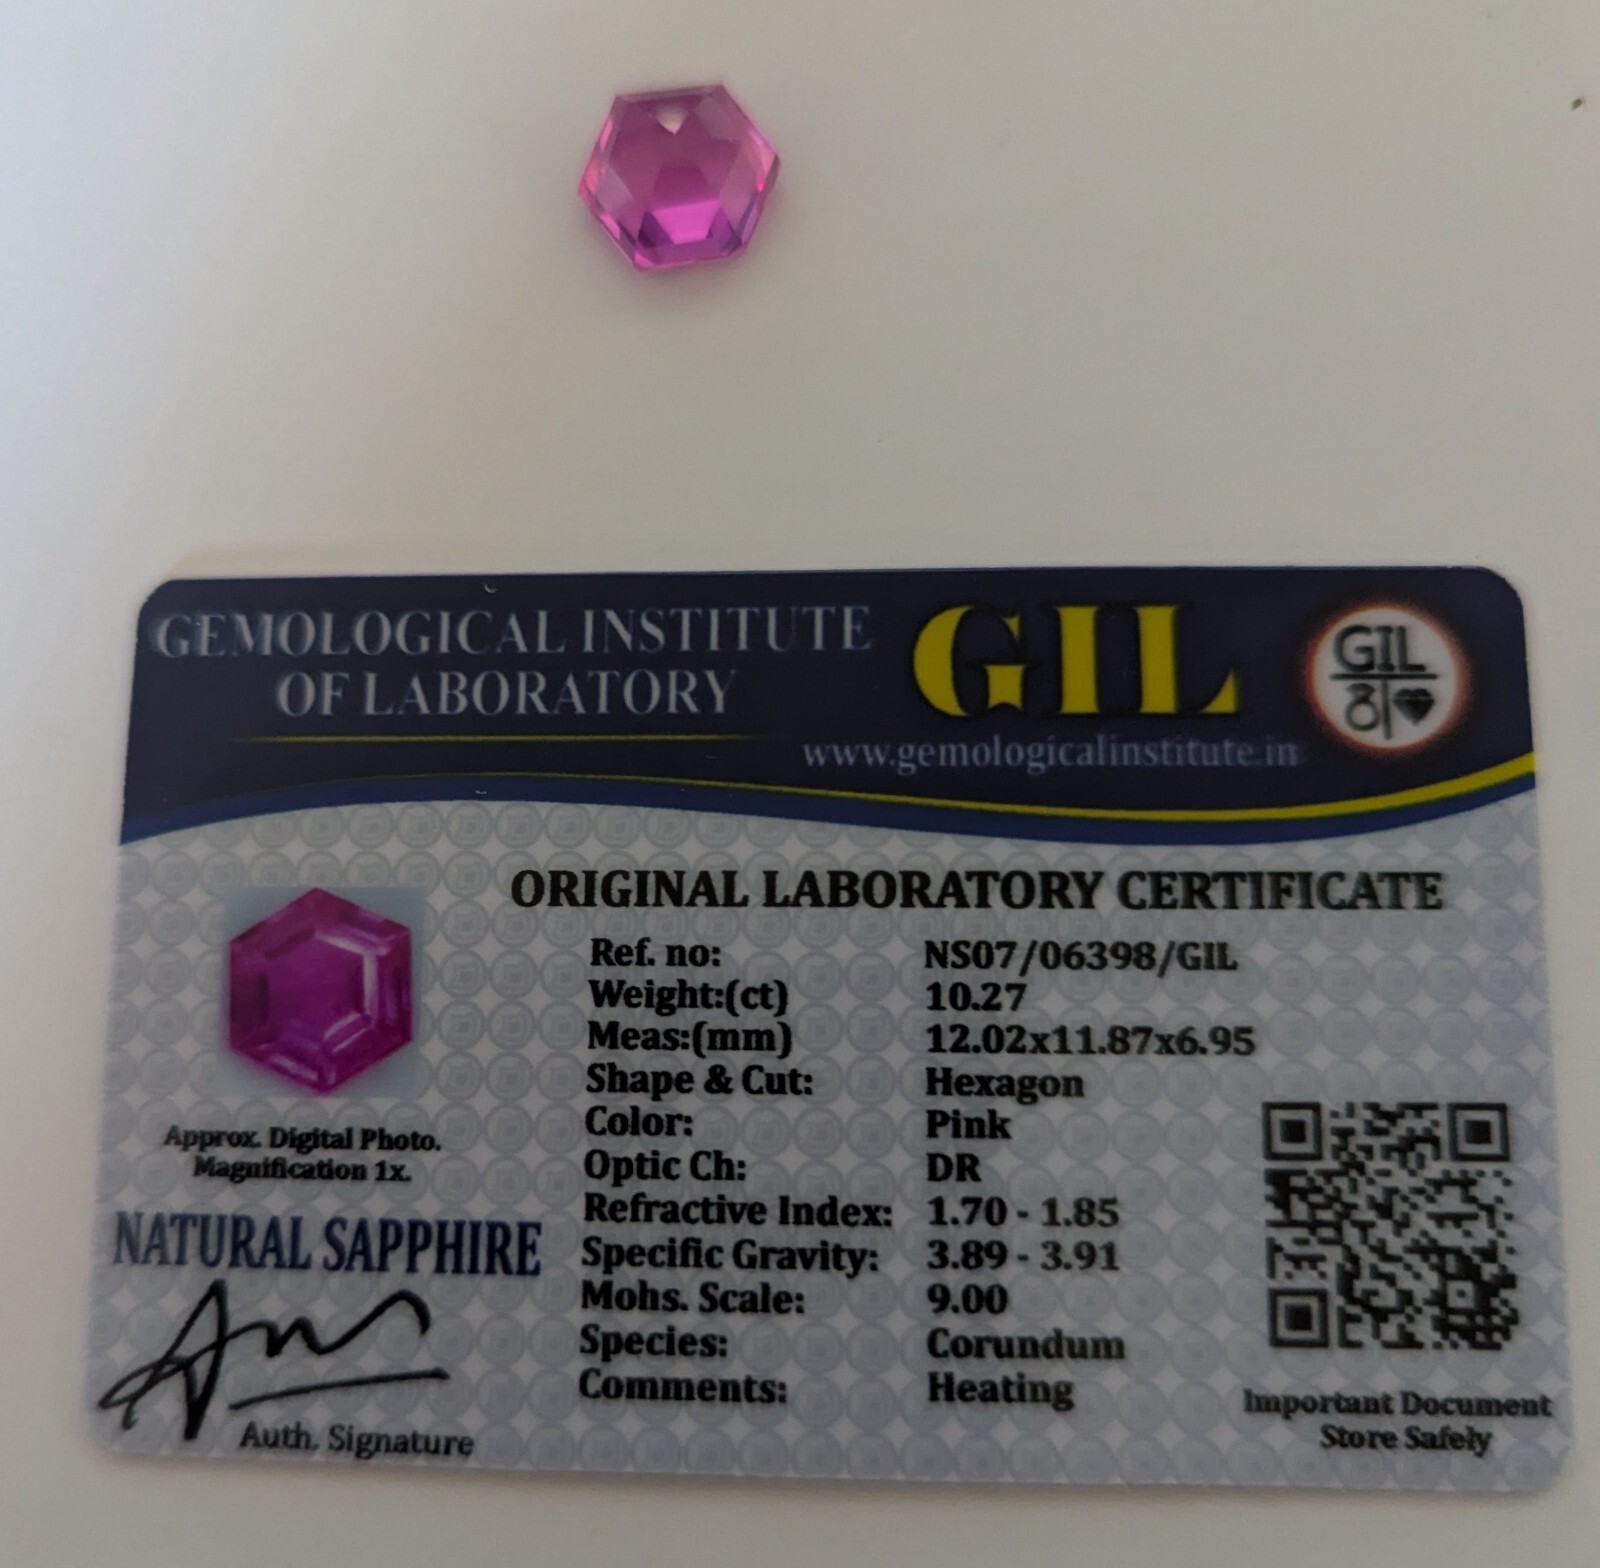 GEMOLOGICAL INSTITUTE
OF LABORATORY
GIL
www.gemologicalinstitute.in
GIL
ORIGINAL LABORATORY CERTIFICATE
Ref. no: NS07/06398/GIL
Weight:(ct) 10.27
Meas:(mm) 12.02x11.87x6.95
Shape & Cut: Hexagon
Color: Pink
Optic Ch: DR
Refractive Index: 1.70 - 1.85
Specific Gravity: 3.89 - 3.91
Mohs. Scale: 9.00
Species: Corundum
Comments: Heating
Approx. Digital Photo.
Magnification 1x.
NATURAL SAPPHIRE
Auth. Signature
Important Document
Store Safely